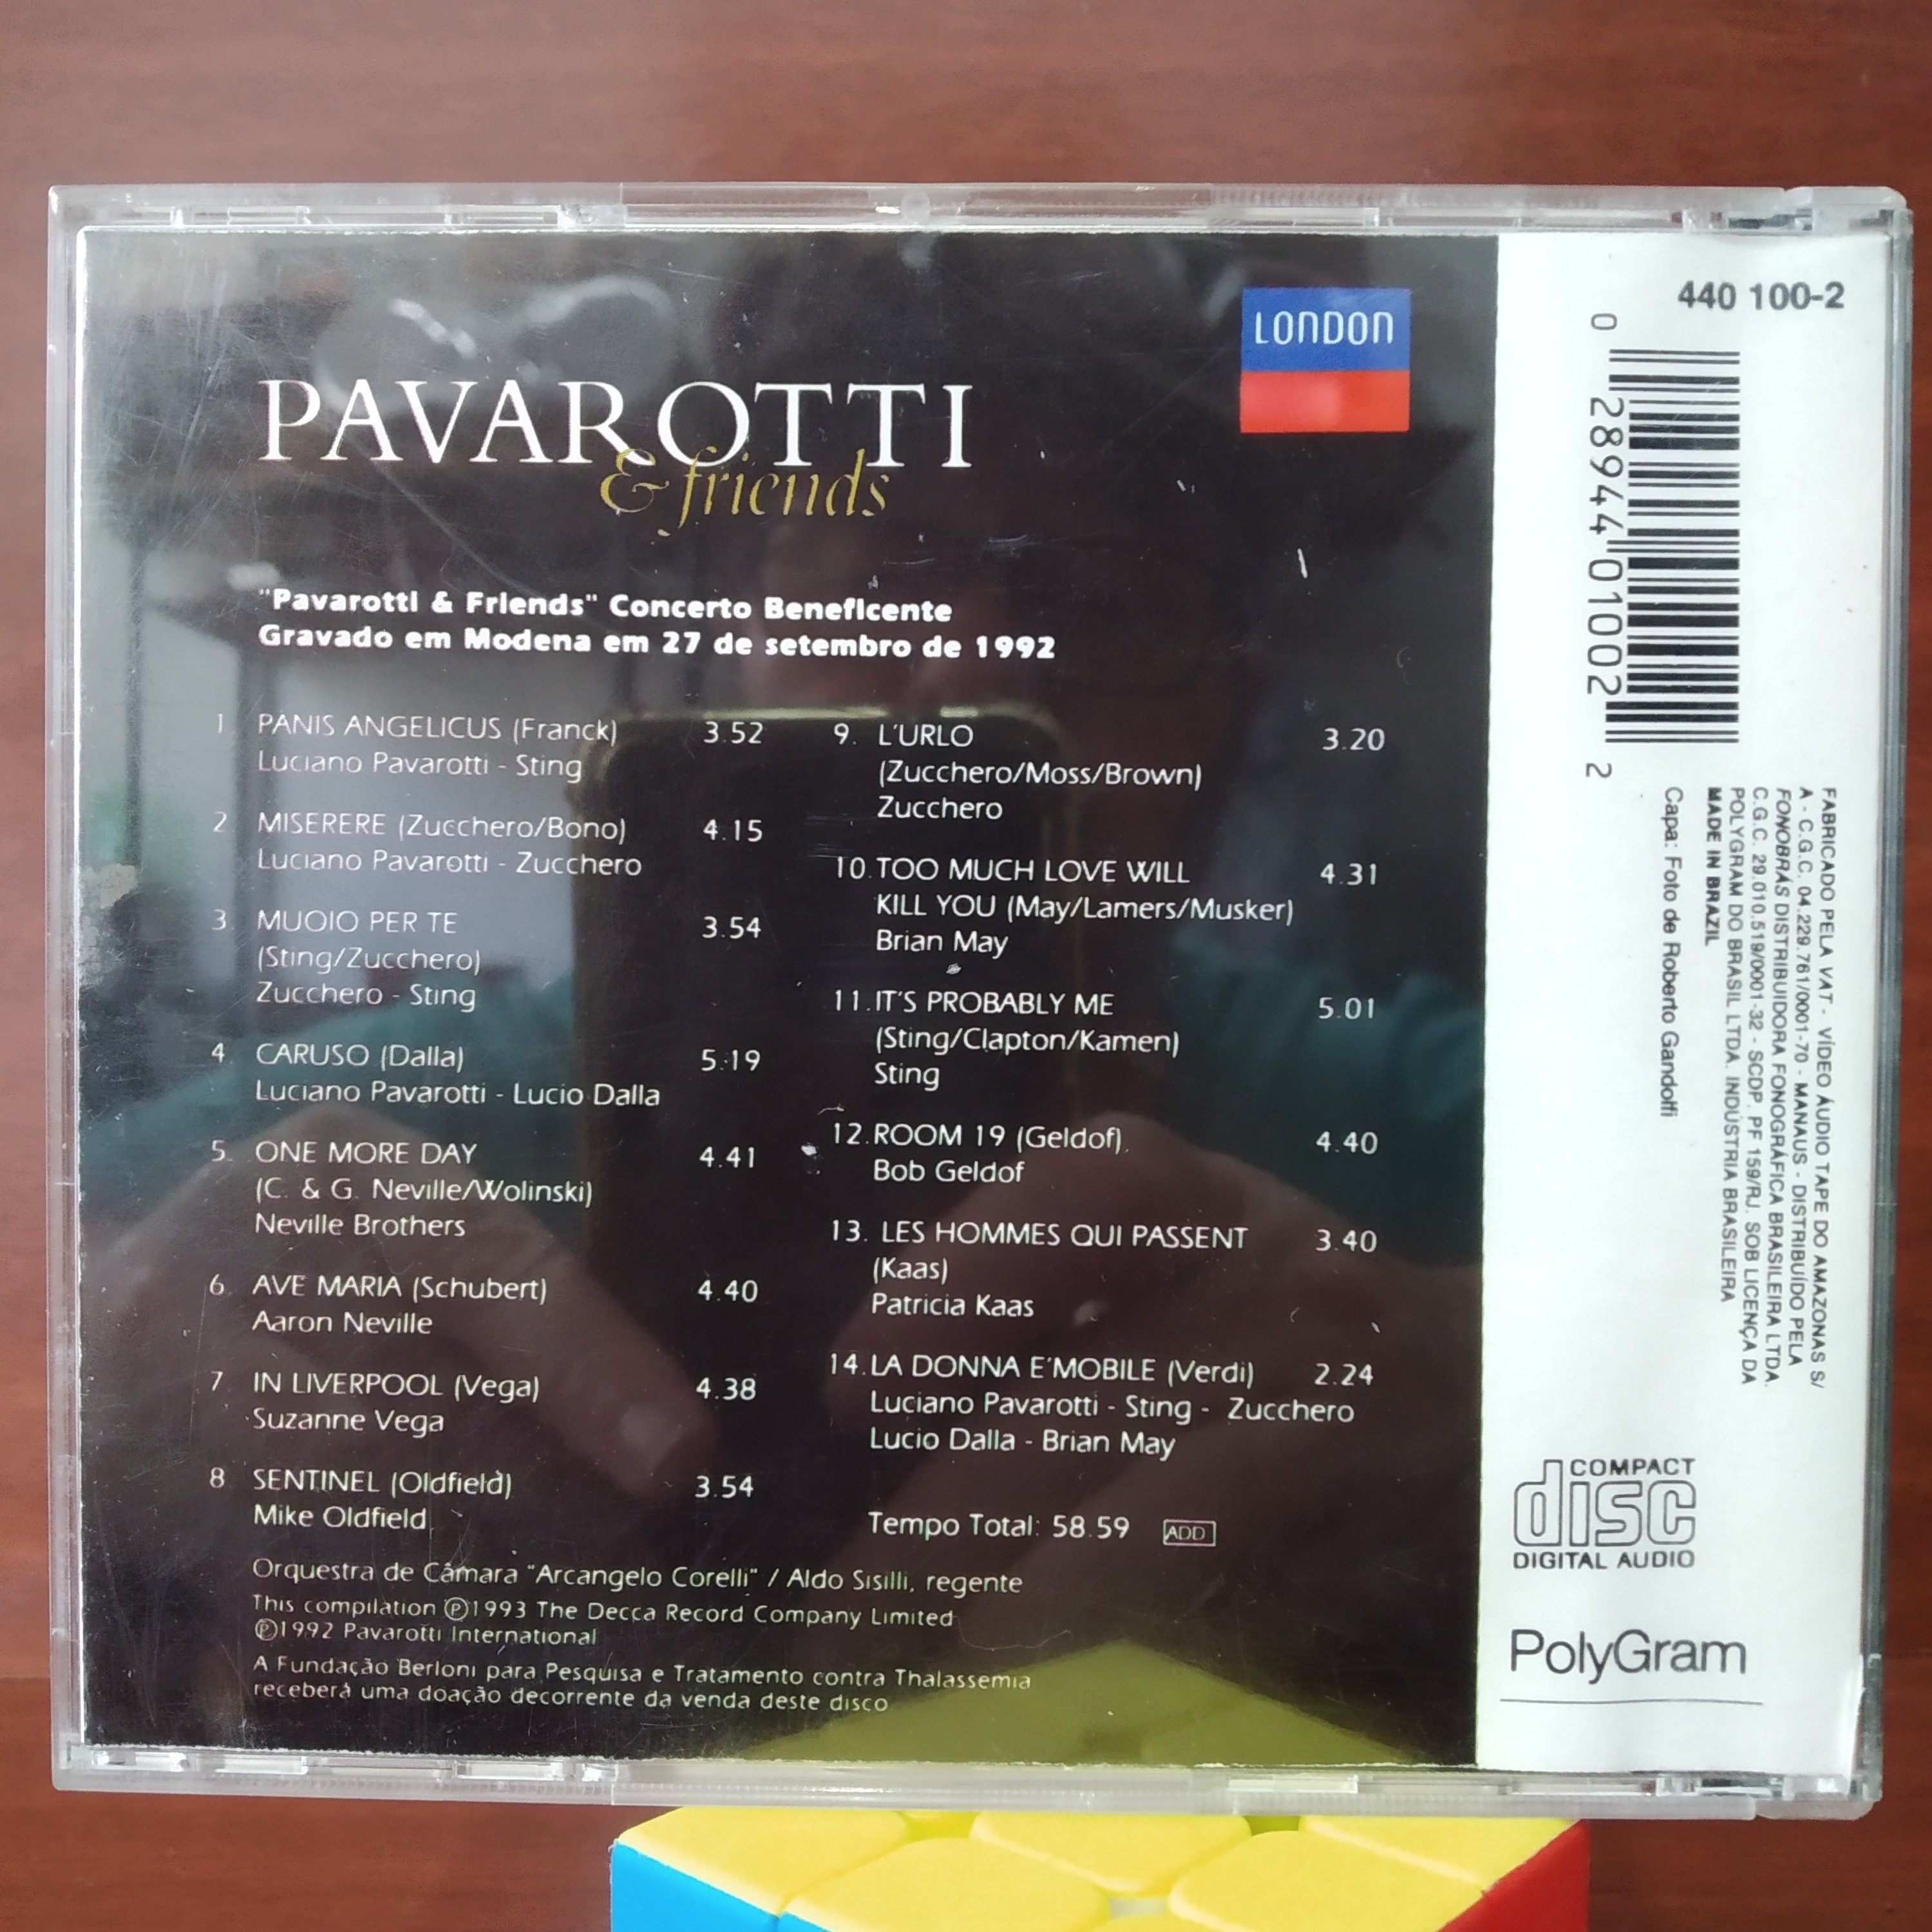 PAVAROTTI
& friends
LONDON
"Pavarotti & Friends" Concerto Beneficente
Gravado em Modena em 27 de setembro de 1992
1 PANIS ANGELICUS (Franck) 3.52
Luciano Pavarotti - Sting
2 MISERERE (Zucchero/Bono) 4.15
Luciano Pavarotti - Zucchero
3 MUOIO PER TE 3.54
(Sting/Zucchero)
Zucchero - Sting
4. CARUSO (Dalla) 5.19
Luciano Pavarotti - Lucio Dalla
5. ONE MORE DAY 4.41
(C. & G. Neville/Wolinski)
Neville Brothers
6. AVE MARIA (Schubert) 4.40
Aaron Neville
7 IN LIVERPOOL (Vega) 4.38
Suzanne Vega
8 SENTINEL (Oldfield) 3.54
Mike Oldfield
9. L'URLO 3.20
(Zucchero/Moss/Brown)
Zucchero
10. TOO MUCH LOVE WILL 4.31
KILL YOU (May/Lamers/Musker)
Brian May
11. IT'S PROBABLY ME 5.01
(Sting/Clapton/Kamen)
Sting
12. ROOM 19 (Geldof) 4.40
Bob Geldof
13. LES HOMMES QUI PASSENT 3.40
(Kaas)
Patricia Kaas
14. LA DONNA E'MOBILE (Verdi) 2.24
Luciano Pavarotti - Sting - Zucchero
Lucio Dalla - Brian May
Tempo Total: 58.59 ADD
Orquestra de Câmara "Arcangelo Corelli" / Aldo Sisilli, regente
This compilation ℗1993 The Decca Record Company Limited
℗1992 Pavarotti International
A Fundação Berloni para Pesquisa e Tratamento contra Thalassemia
receberá uma doação decorrente da venda deste disco
440 100-2
0 28944 01002 2
FABRICADO PELA VAT - VÍDEO ÁUDIO TAPE DO AMAZONAS S/
A - C.G.C. 04.229.761/0001-70 - MANAUS - DISTRIBUÍDO PELA
FONOBRÁS DISTRIBUIDORA FONOGRÁFICA BRASILEIRA LTDA.
C.G.C. 29.010.519/0001-32 - SCDP. PF 159/RJ. SOB LICENÇA DA
POLYGRAM DO BRASIL LTDA. INDÚSTRIA BRASILEIRA
MADE IN BRAZIL
Capa: Foto de Roberto Gandolfi
COMPACT
disc
DIGITAL AUDIO
PolyGram